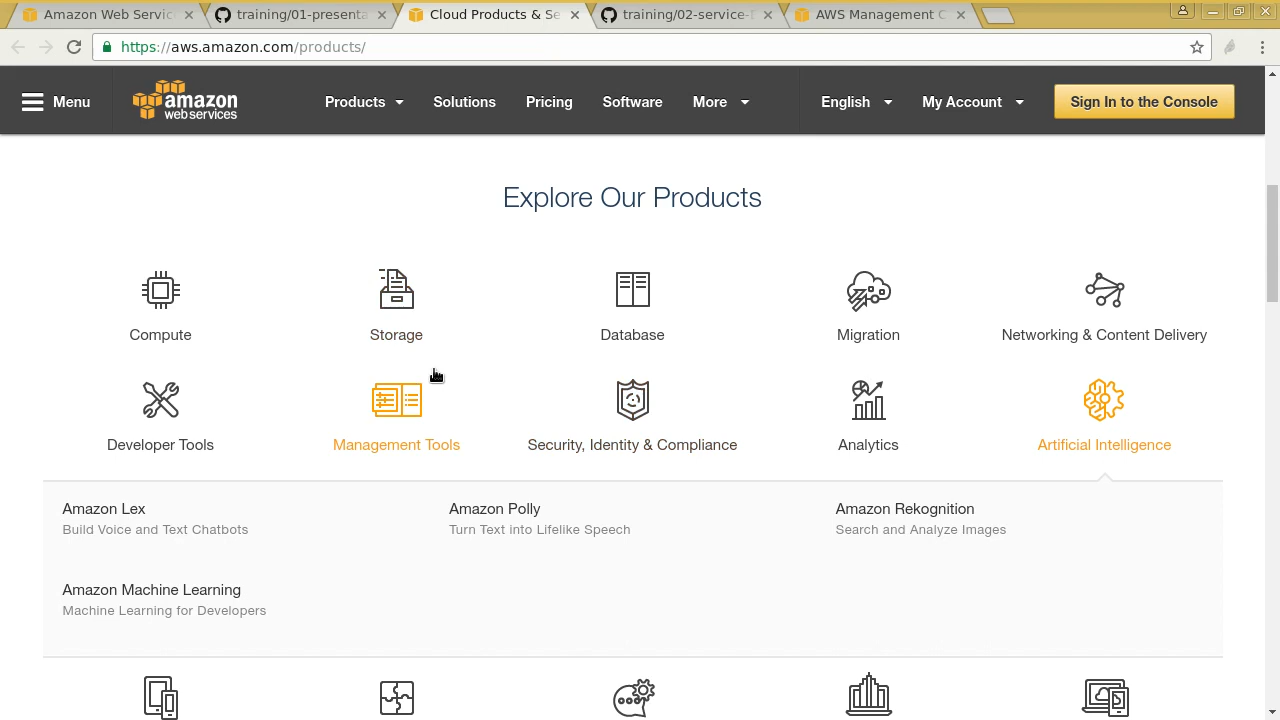 Amazon Web Servic
training/01-presenta
Cloud Products & Se
training/02-service-
AWS Management C
https://aws.amazon.com/products/
Menu
amazon
web services
Products
Solutions
Pricing
Software
More
English
My Account
Sign In to the Console
Explore Our Products
Compute
Storage
Database
Migration
Networking & Content Delivery
Developer Tools
Management Tools
Security, Identity & Compliance
Analytics
Artificial Intelligence
Amazon Lex
Build Voice and Text Chatbots
Amazon Polly
Turn Text into Lifelike Speech
Amazon Rekognition
Search and Analyze Images
Amazon Machine Learning
Machine Learning for Developers